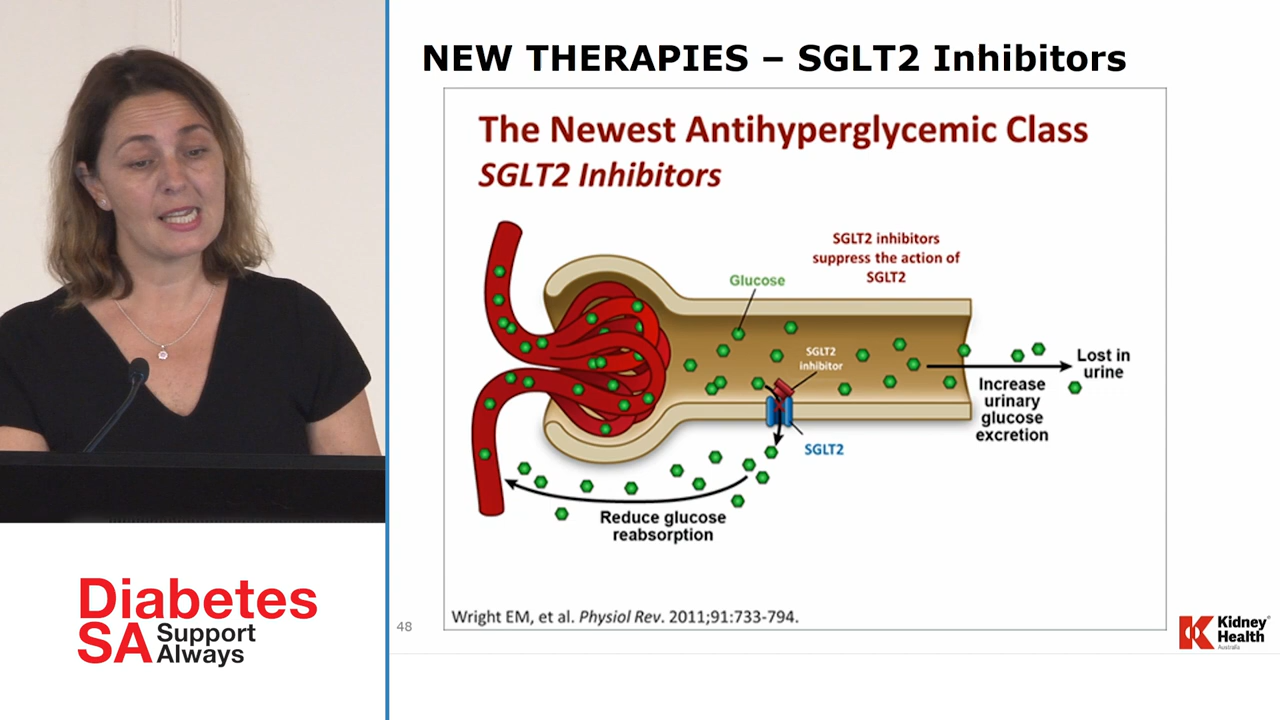 NEW THERAPIES – SGLT2 Inhibitors
The Newest Antihyperglycemic Class
SGLT2 Inhibitors
SGLT2 inhibitors
suppress the action of
SGLT2
Glucose
SGLT2
inhibitor
Lost in
urine
Increase
urinary
glucose
excretion
SGLT2
Reduce glucose
reabsorption
Wright EM, et al. Physiol Rev. 2011;91:733-794.
48
Kidney
Health
Australia
Diabetes
SA Support
Always